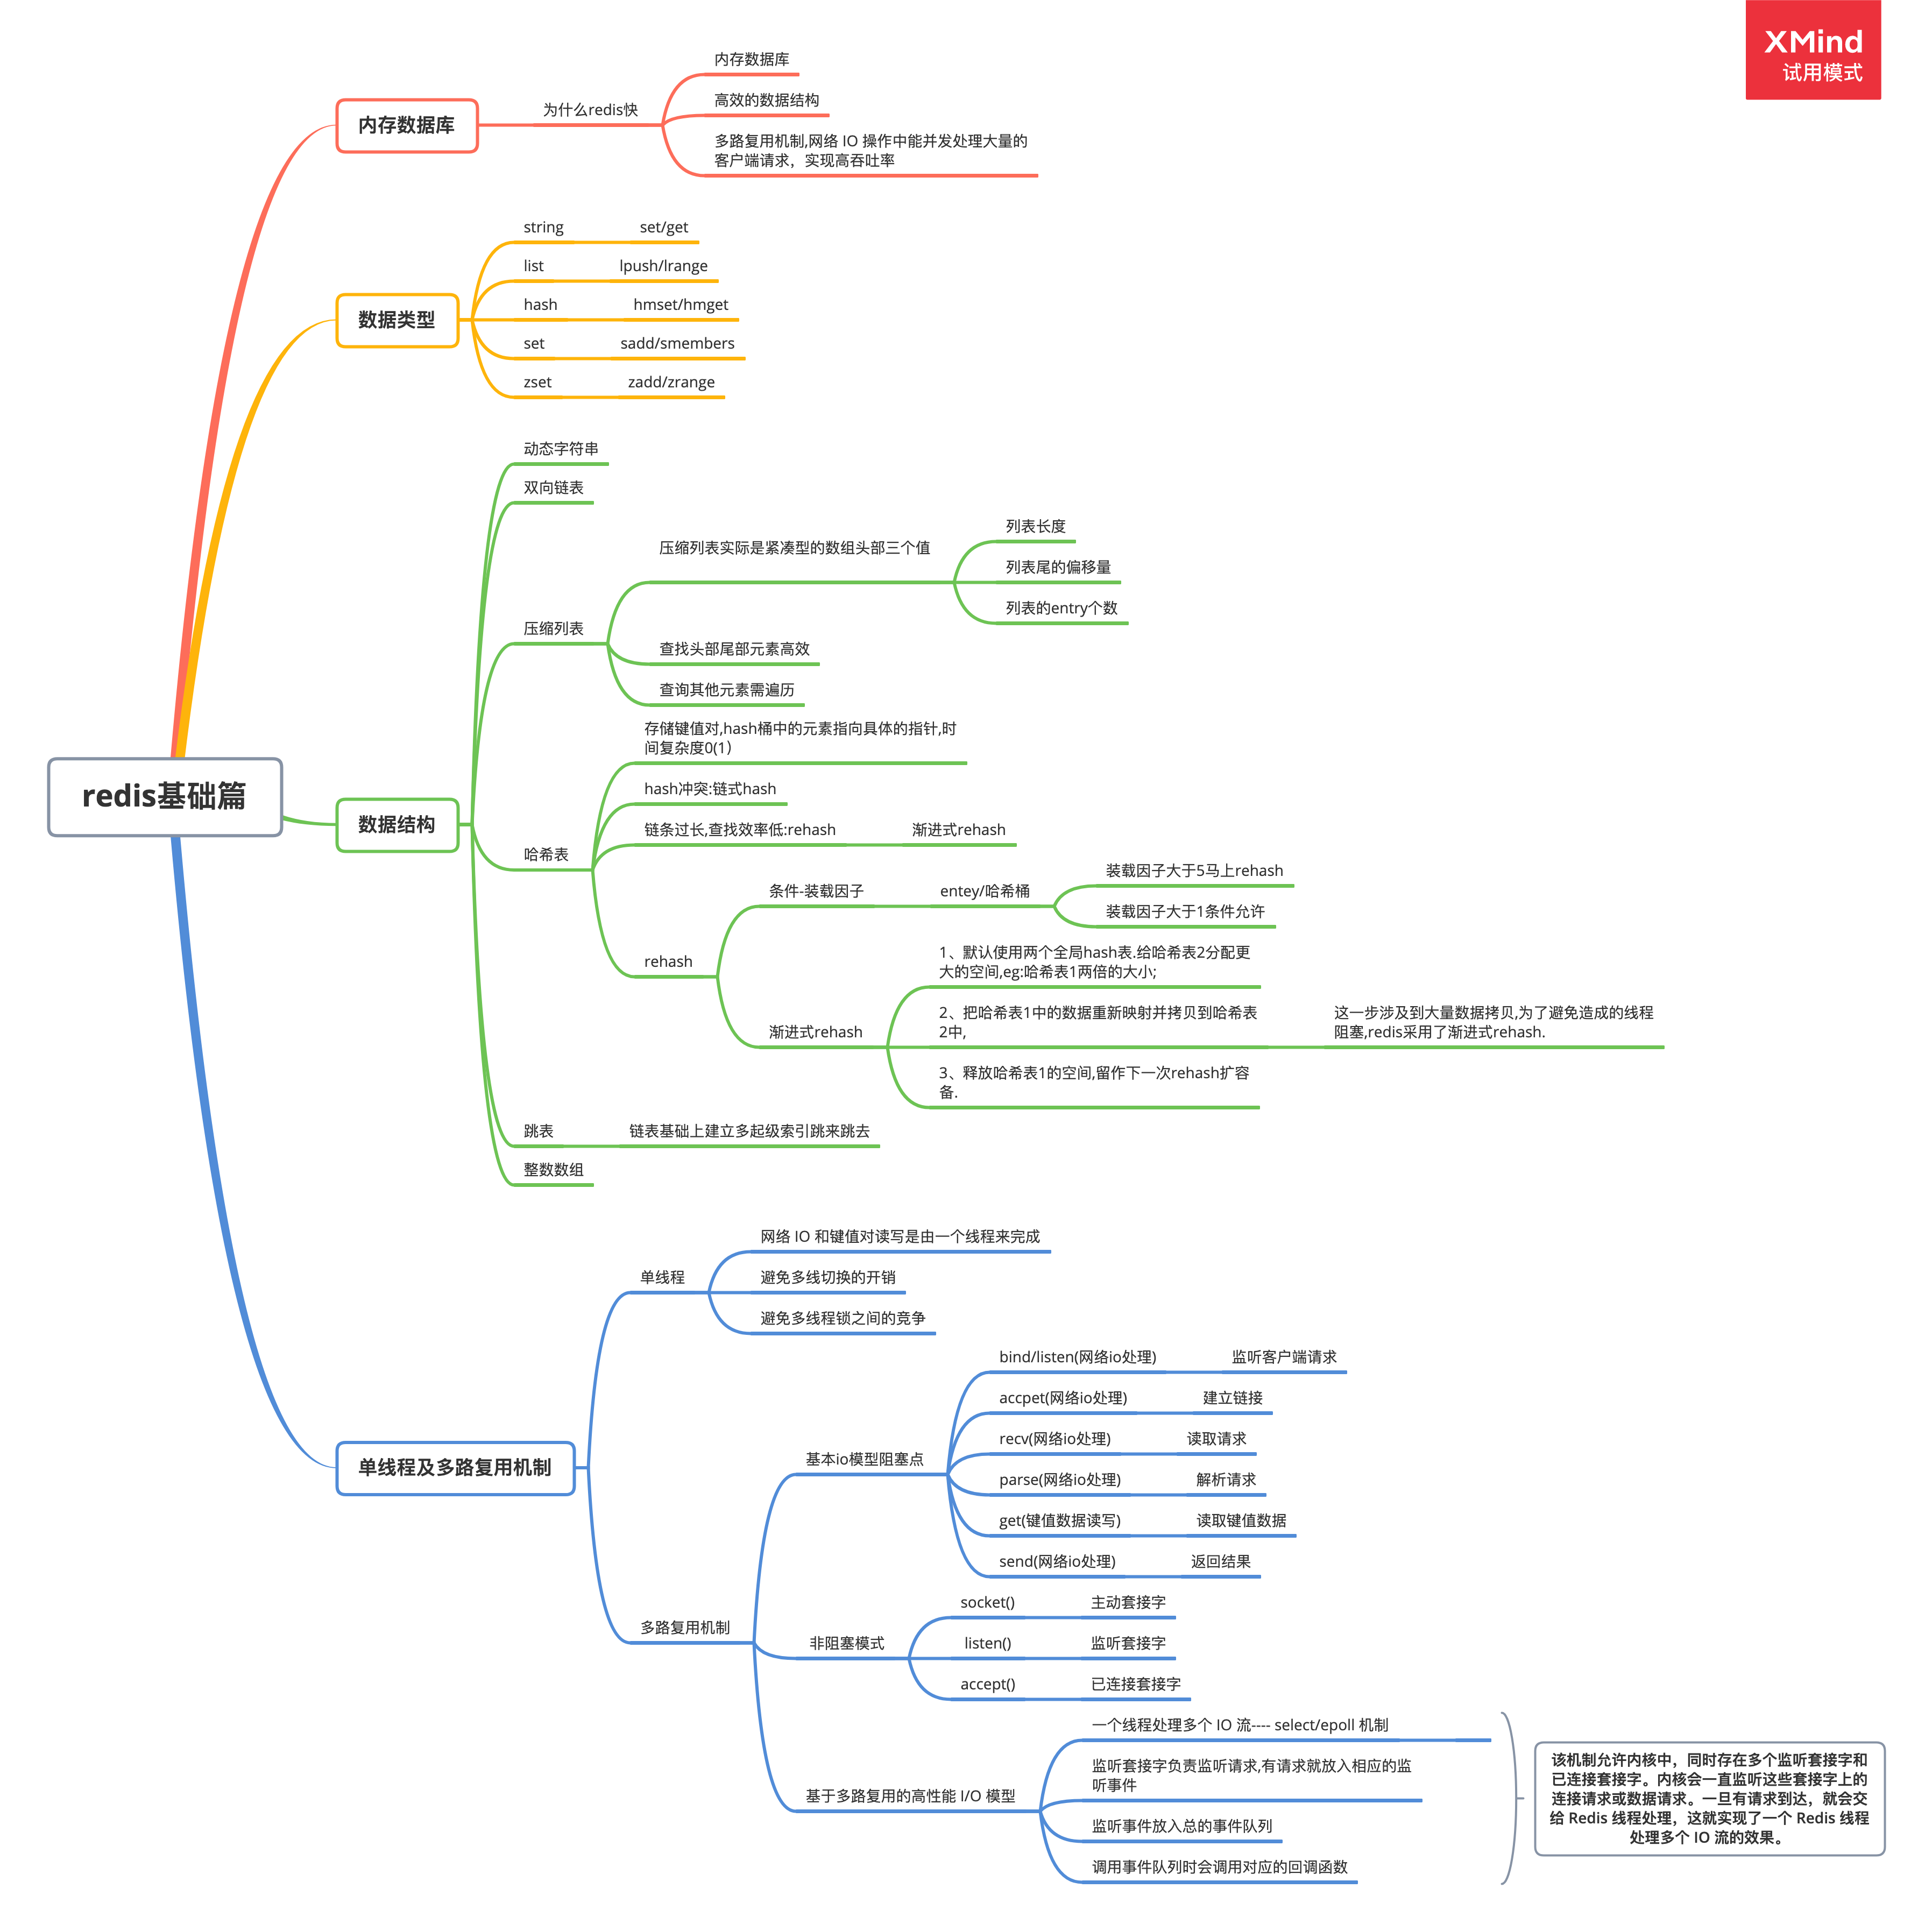 XMind
试用模式
redis基础篇
内存数据库
为什么redis快
内存数据库
高效的数据结构
多路复用机制,网络 IO 操作中能并发处理大量的
客户端请求，实现高吞吐率
数据类型
string
set/get
list
lpush/lrange
hash
hmset/hmget
set
sadd/smembers
zset
zadd/zrange
数据结构
动态字符串
双向链表
压缩列表
压缩列表实际是紧凑型的数组头部三个值
列表长度
列表尾的偏移量
列表的entry个数
查找头部尾部元素高效
查询其他元素需遍历
哈希表
存储键值对,hash桶中的元素指向具体的指针,时
间复杂度0(1）
hash冲突:链式hash
链条过长,查找效率低:rehash
渐进式rehash
rehash
条件-装载因子
entey/哈希桶
装载因子大于5马上rehash
装载因子大于1条件允许
渐进式rehash
1、默认使用两个全局hash表.给哈希表2分配更
大的空间,eg:哈希表1两倍的大小;
2、把哈希表1中的数据重新映射并拷贝到哈希表
2中,
这一步涉及到大量数据拷贝,为了避免造成的线程
阻塞,redis采用了渐进式rehash.
3、释放哈希表1的空间,留作下一次rehash扩容
备.
跳表
链表基础上建立多起级索引跳来跳去
整数数组
单线程及多路复用机制
单线程
网络 IO 和键值对读写是由一个线程来完成
避免多线切换的开销
避免多线程锁之间的竞争
多路复用机制
基本io模型阻塞点
bind/listen(网络io处理)
监听客户端请求
accpet(网络io处理)
建立链接
recv(网络io处理)
读取请求
parse(网络io处理)
解析请求
get(键值数据读写)
读取键值数据
send(网络io处理)
返回结果
非阻塞模式
socket()
主动套接字
listen()
监听套接字
accept()
已连接套接字
基于多路复用的高性能 I/O 模型
一个线程处理多个 IO 流---- select/epoll 机制
监听套接字负责监听请求,有请求就放入相应的监
听事件
监听事件放入总的事件队列
调用事件队列时会调用对应的回调函数
该机制允许内核中，同时存在多个监听套接字和
已连接套接字。内核会一直监听这些套接字上的
连接请求或数据请求。一旦有请求到达，就会交
给 Redis 线程处理，这就实现了一个 Redis 线程
处理多个 IO 流的效果。